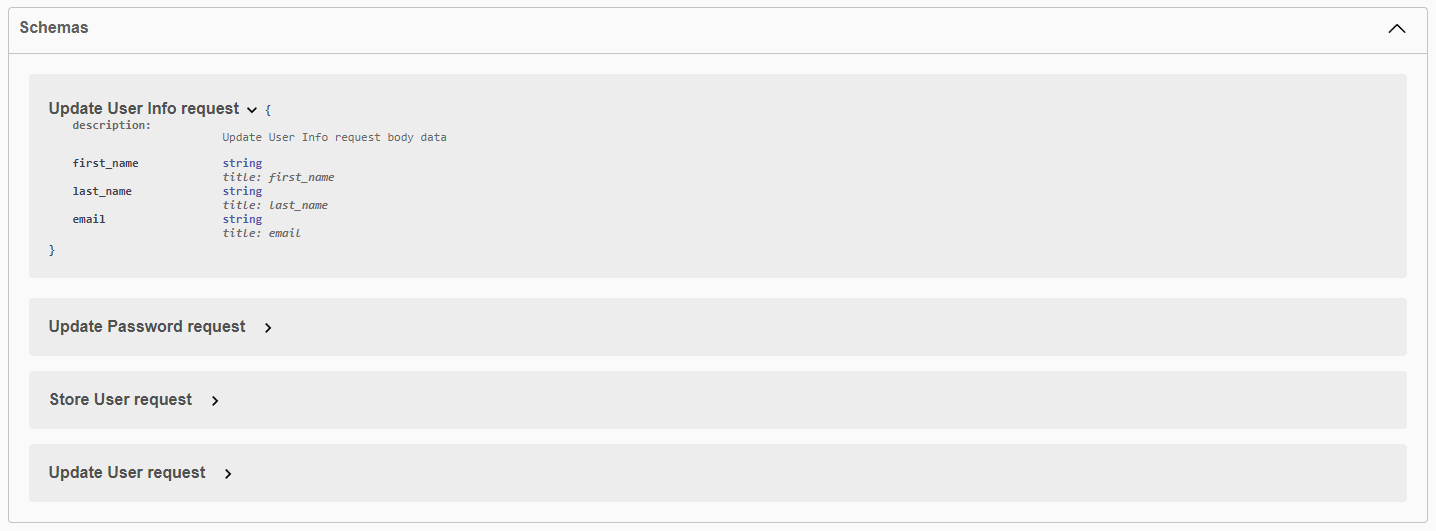 Schemas
Update User Info request {
description:
Update User Info request body data
first_name string
title: first_name
last_name string
title: last_name
email string
title: email
}
Update Password request
Store User request
Update User request